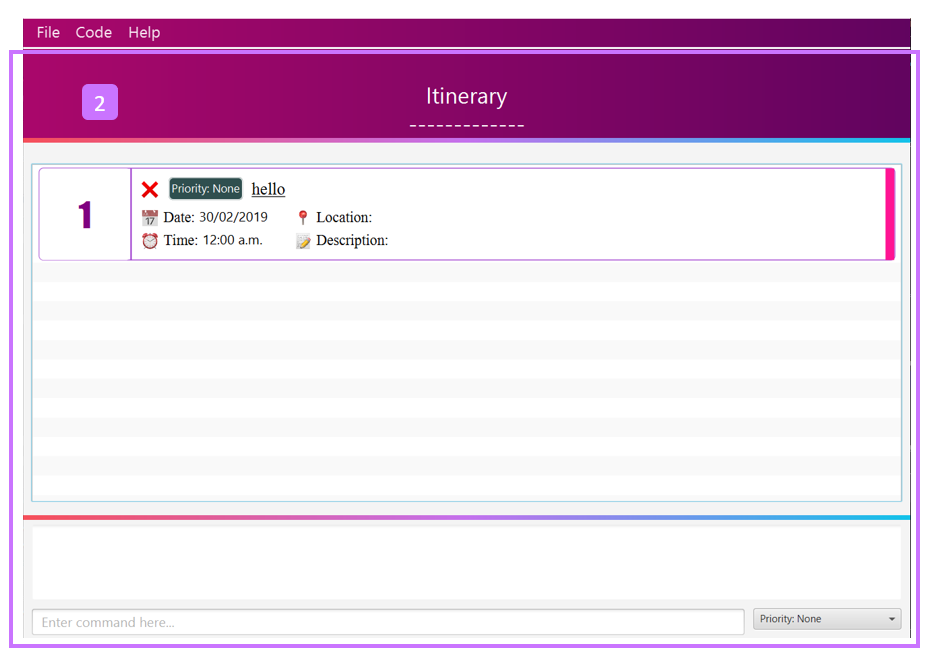 File Code Help
2
Itinerary
-------------
1
Priority: None hello
17 Date: 30/02/2019 Location:
Time: 12:00 a.m. Description:
Enter command here... Priority: None